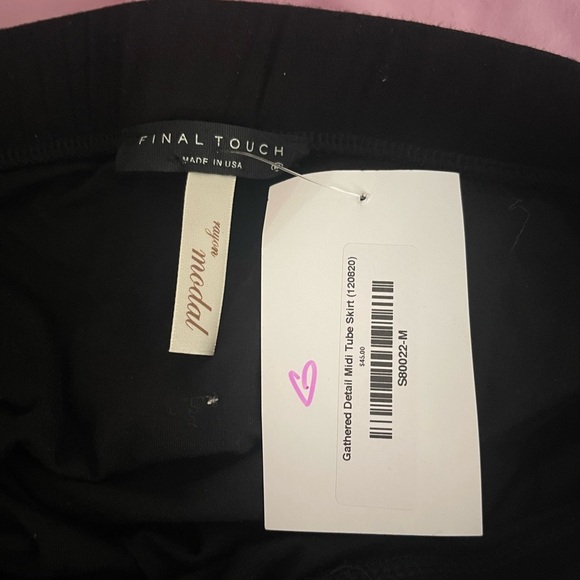 FINAL TOUCH
MADE IN USA
rayon
modal
Gathered Detail Midi Tube Skirt (120820)
$45.00
S80022-M